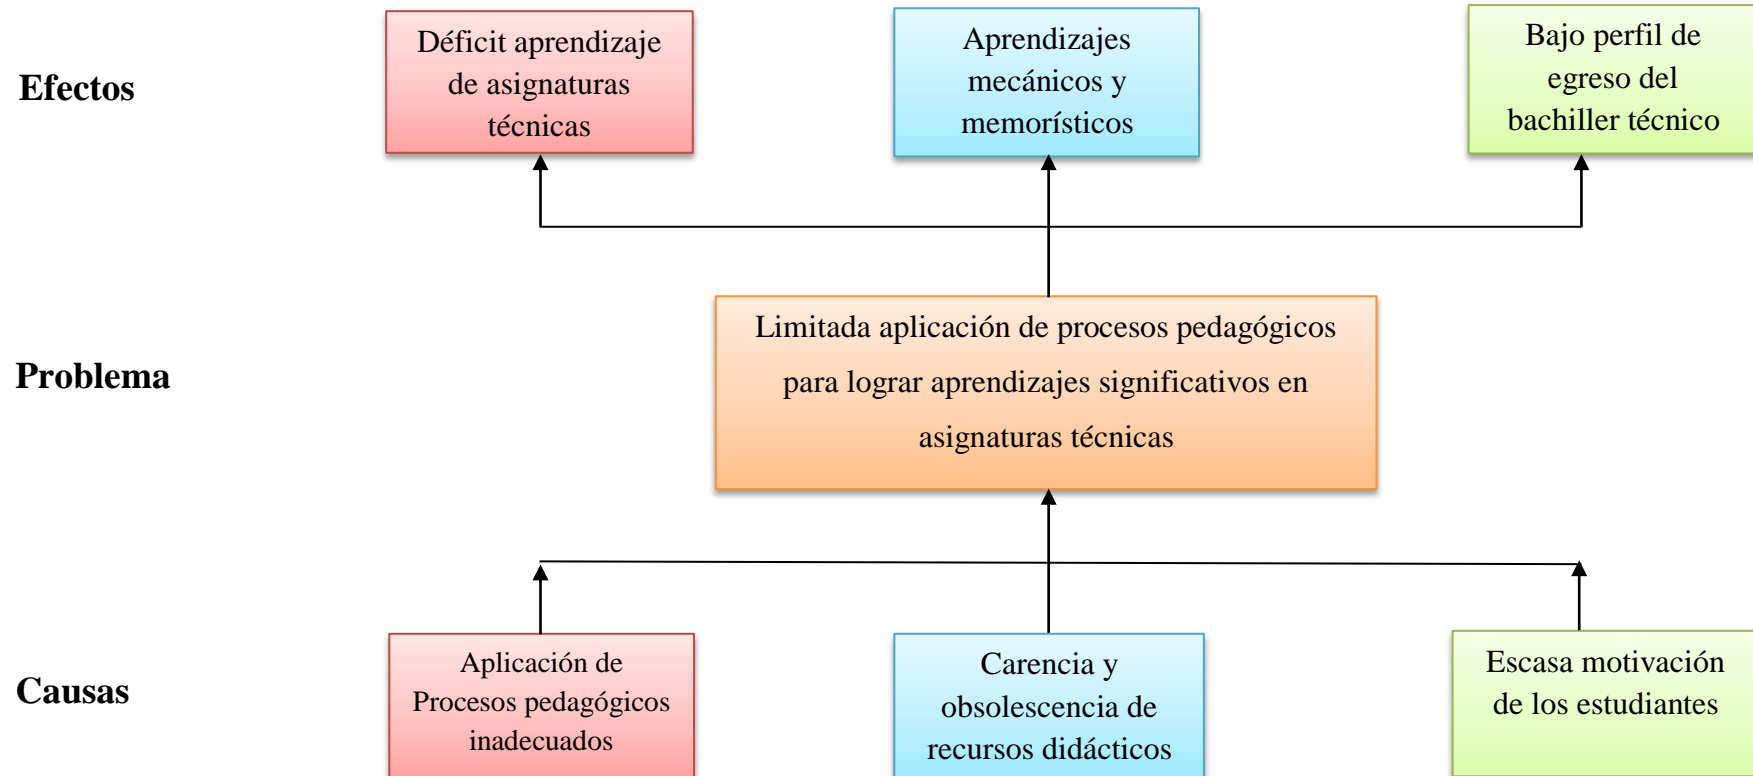 Efectos
Déficit aprendizaje
de asignaturas
técnicas
Aprendizajes
mecánicos y
memorísticos
Bajo perfil de
egreso del
bachiller técnico
Problema
Limitada aplicación de procesos pedagógicos
para lograr aprendizajes significativos en
asignaturas técnicas
Causas
Aplicación de
Procesos pedagógicos
inadecuados
Carencia y
obsolescencia de
recursos didácticos
Escasa motivación
de los estudiantes